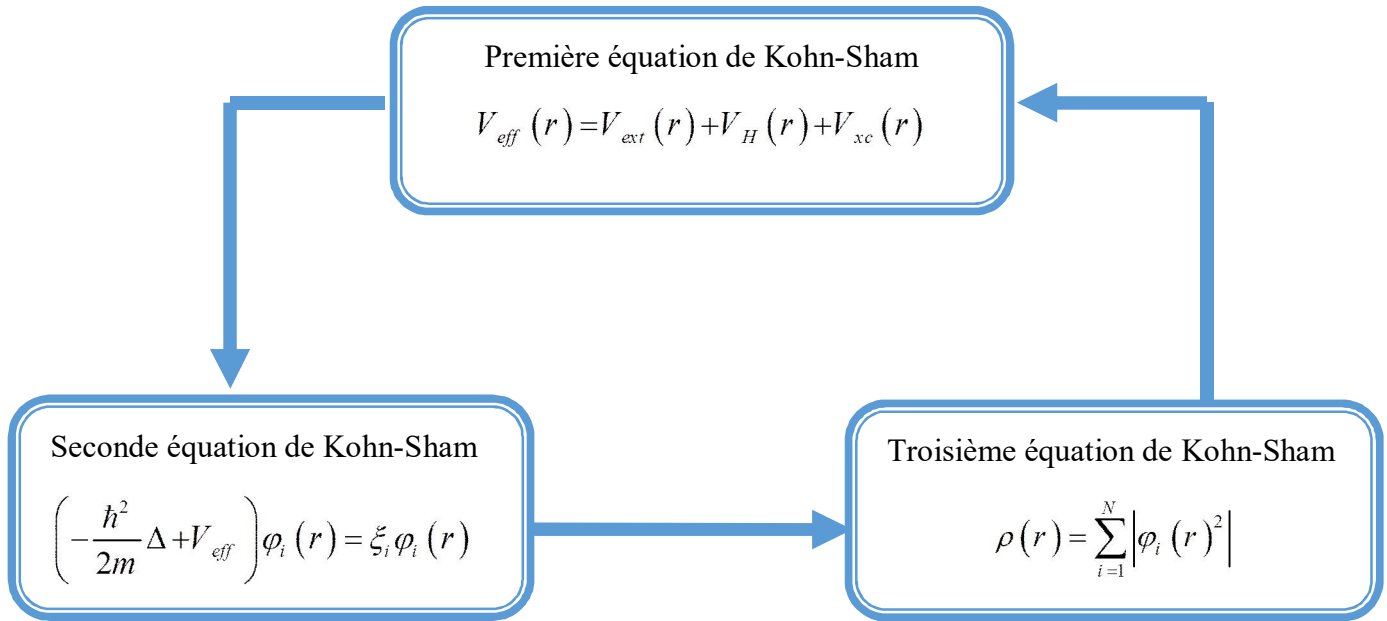 Première équation de Kohn-Sham
V_eff (r) = V_ext (r) + V_H (r) + V_xc (r)
Seconde équation de Kohn-Sham
(-ℏ²/2m Δ + V_eff) φ_i (r) = ξ_i φ_i (r)
Troisième équation de Kohn-Sham
ρ (r) = ∑_{i=1}^{N} |φ_i (r)²|